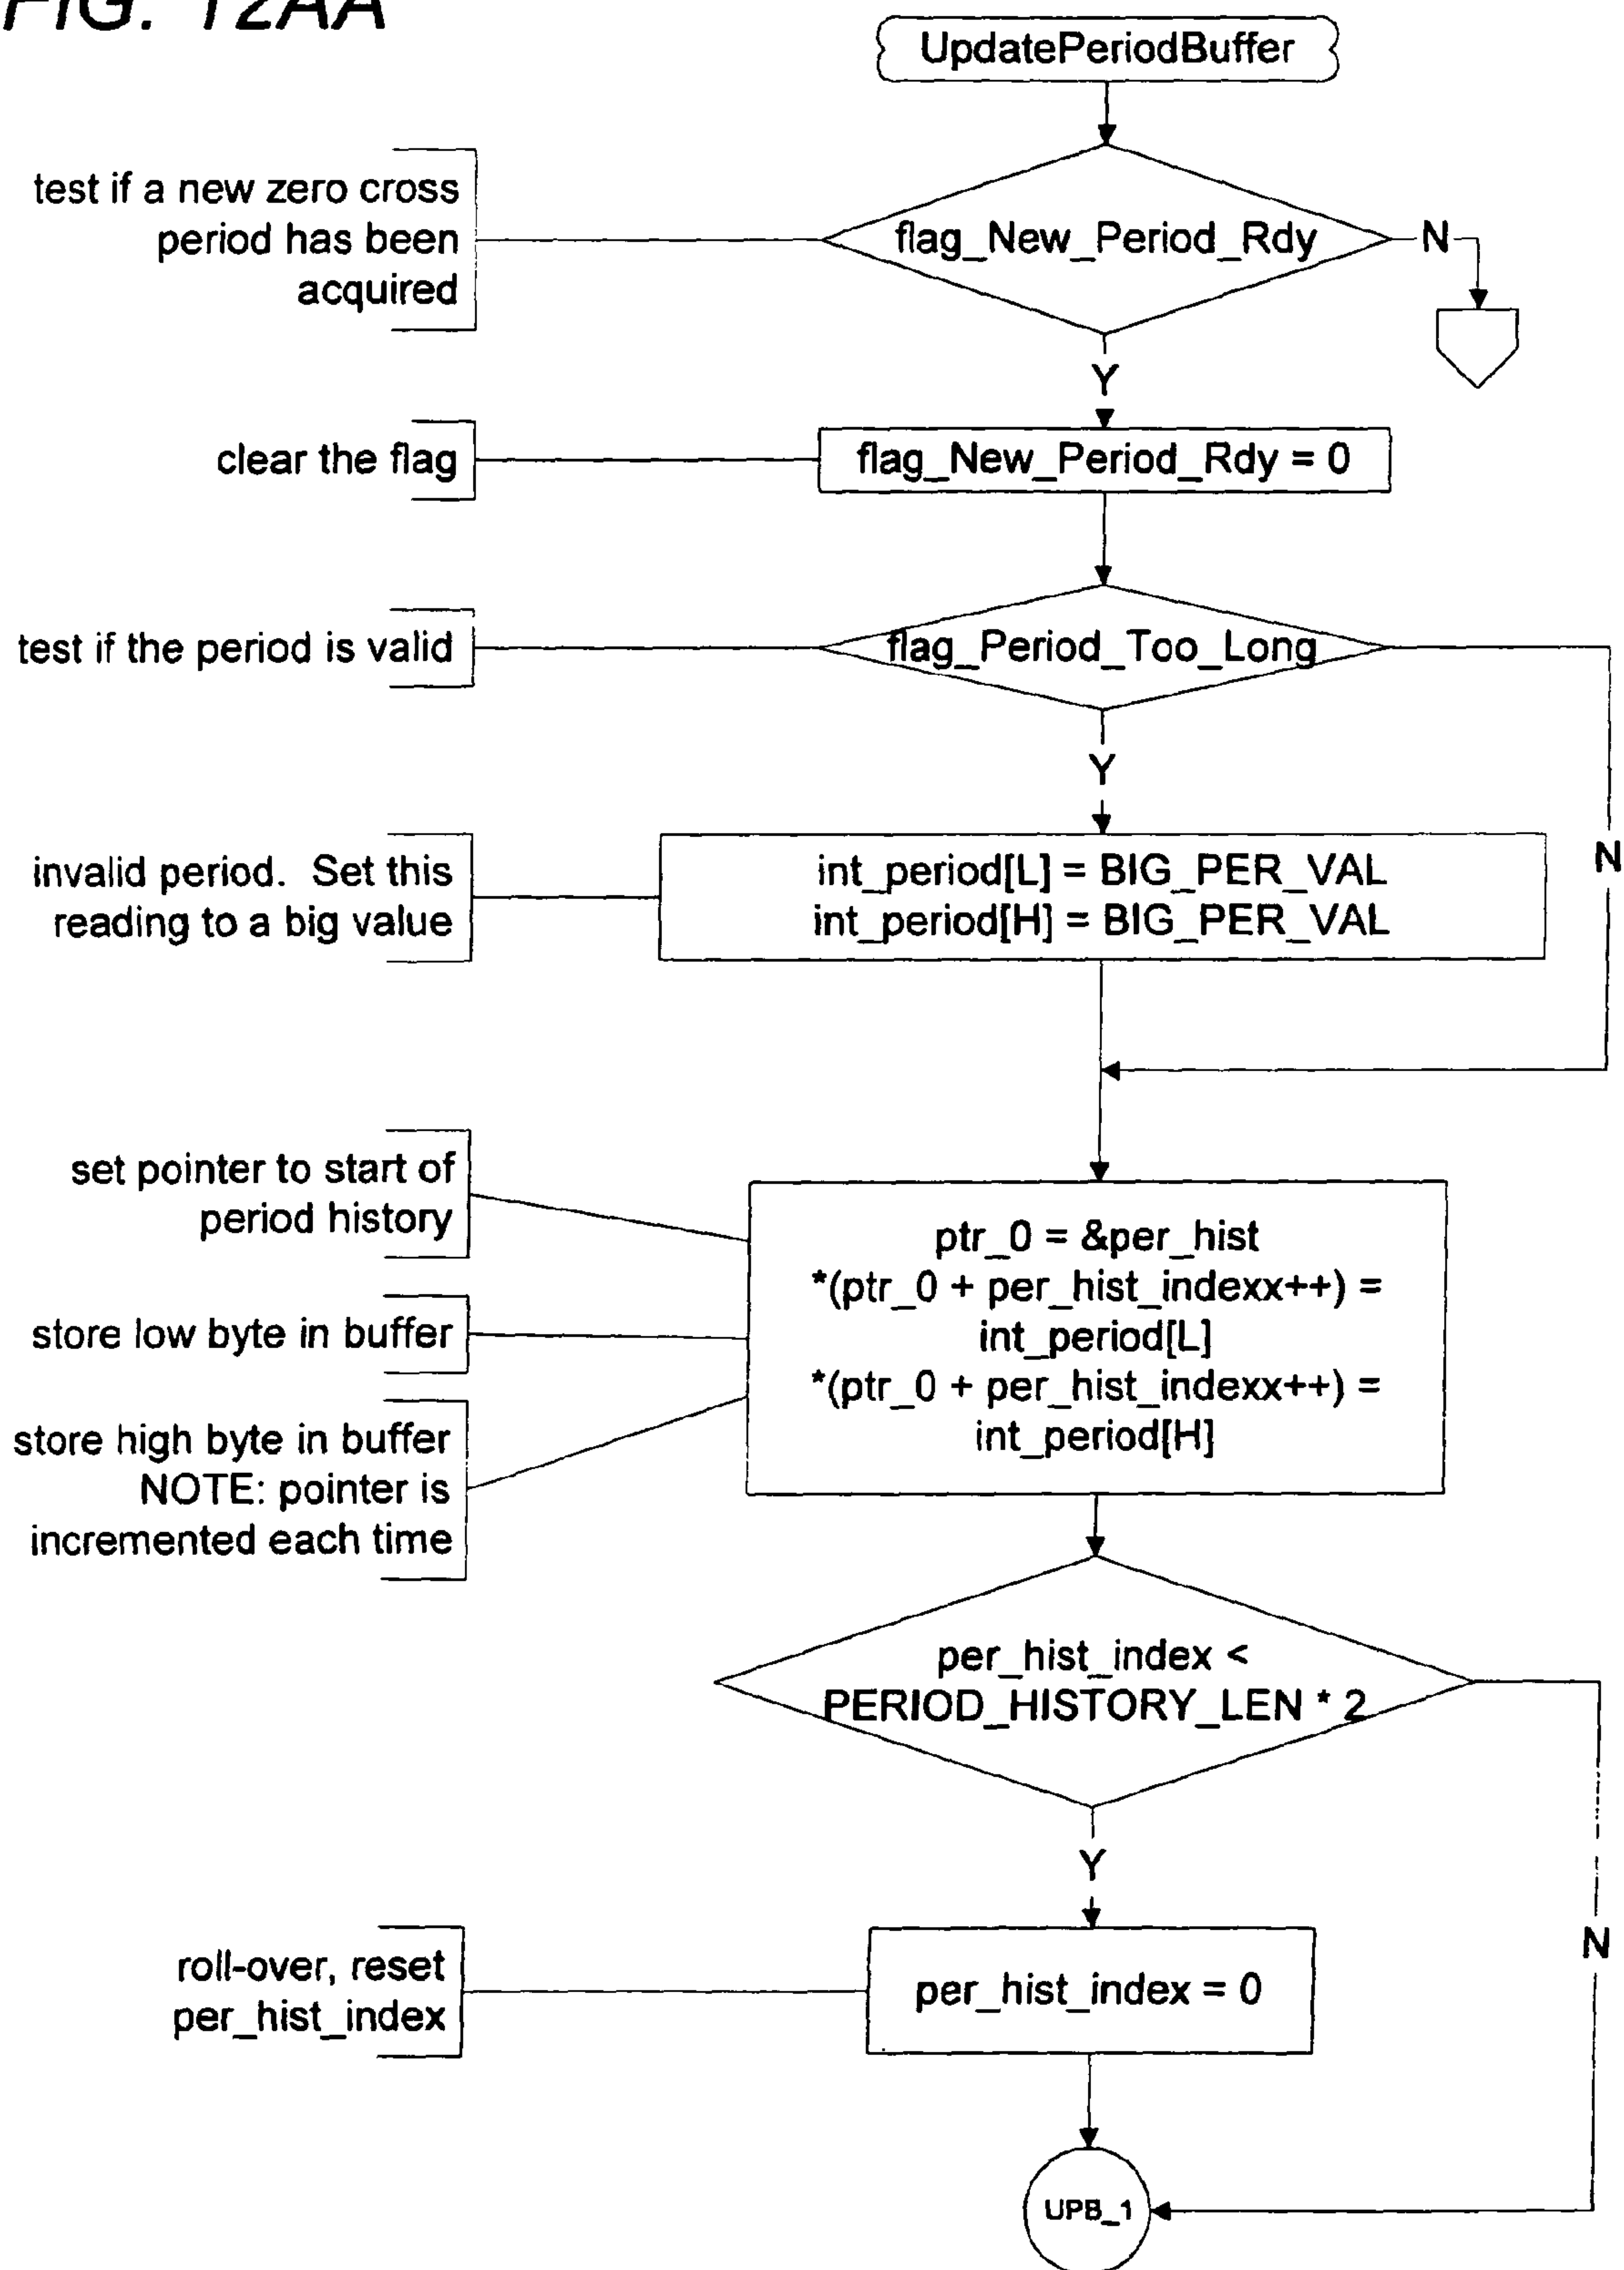 FIG. 12AA
UpdatePeriodBuffer
test if a new zero cross
period has been
acquired
flag_New_Period_Rdy
N
Y
clear the flag
flag_New_Period_Rdy = 0
test if the period is valid
flag_Period_Too_Long
Y
N
invalid period. Set this
reading to a big value
int_period[L] = BIG_PER_VAL
int_period[H] = BIG_PER_VAL
set pointer to start of
period history
store low byte in buffer
store high byte in buffer
NOTE: pointer is
incremented each time
ptr_0 = &per_hist
*(ptr_0 + per_hist_indexx++) =
int_period[L]
*(ptr_0 + per_hist_indexx++) =
int_period[H]
per_hist_index <
PERIOD_HISTORY_LEN * 2
Y
N
roll-over, reset
per_hist_index
per_hist_index = 0
UPB_1